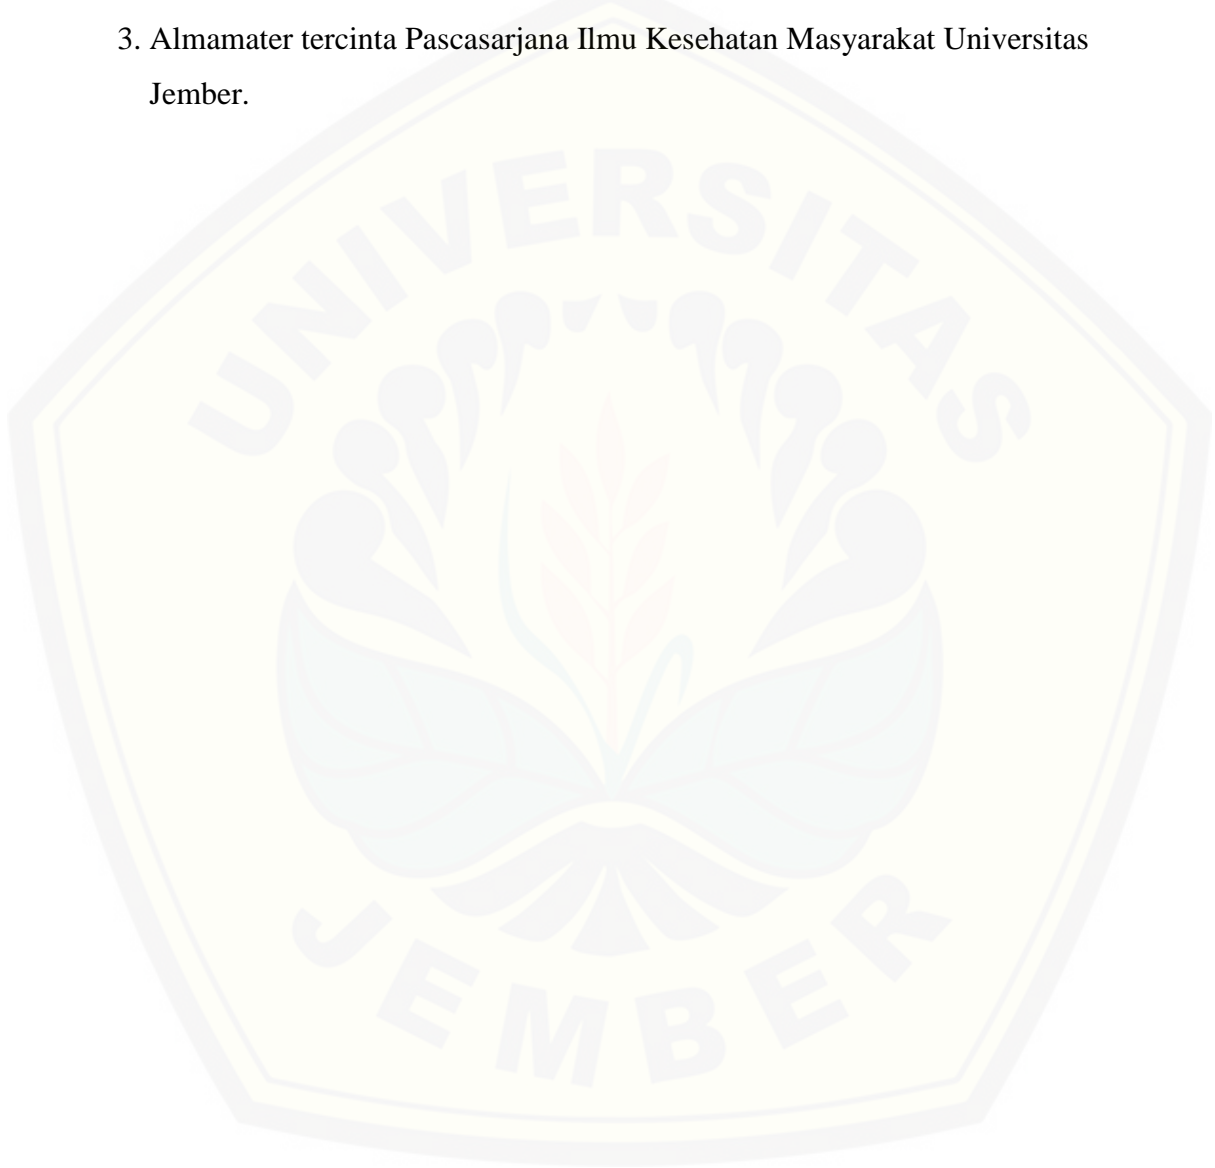 3. Almamater tercinta Pascasarjana Ilmu Kesehatan Masyarakat Universitas
Jember.
UNIVERSITAS
JEMBER